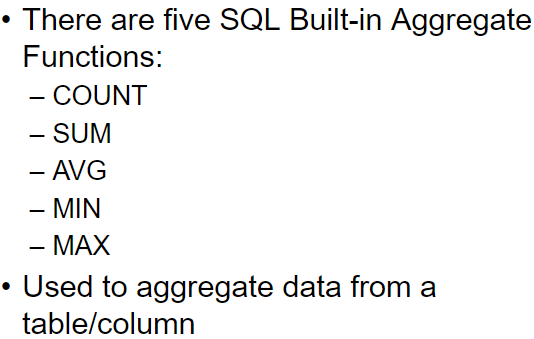 • There are five SQL Built-in Aggregate
Functions:
– COUNT
– SUM
– AVG
– MIN
– MAX
• Used to aggregate data from a
table/column